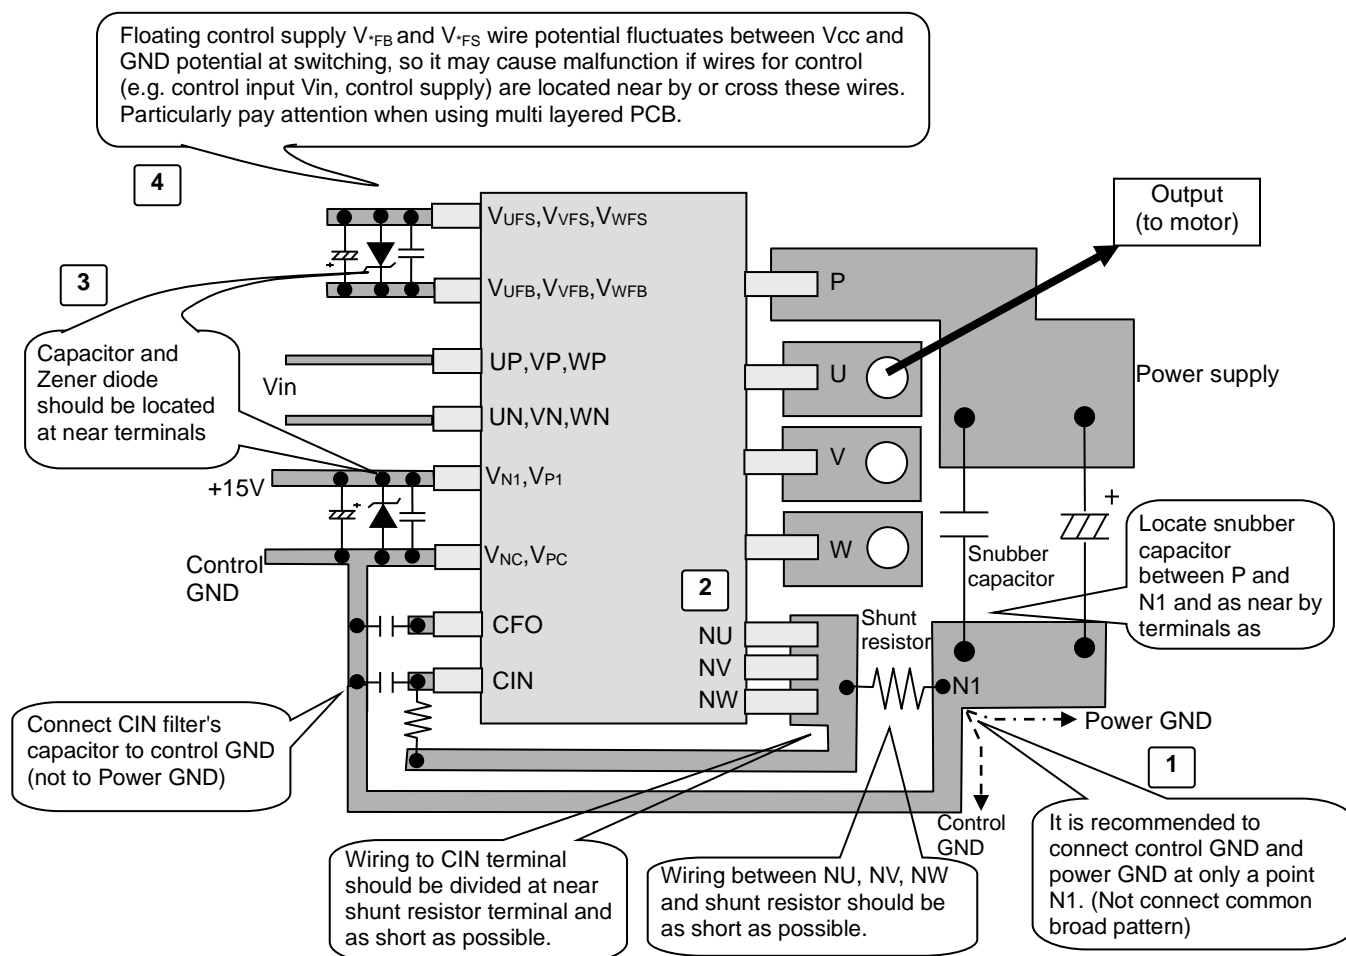 Floating control supply V*FB and V*FS wire potential fluctuates between Vcc and
GND potential at switching, so it may cause malfunction if wires for control
(e.g. control input Vin, control supply) are located near by or cross these wires.
Particularly pay attention when using multi layered PCB.
4
Output
(to motor)
VUFS,VVFS,VWFS
3
+
VUFB,VVFB,VWFB
P
Capacitor and
Zener diode
should be located
at near terminals
Vin
UP,VP,WP
U
Power supply
UN,VN,WN
V
+15V
VN1,VP1
+
+
Locate snubber
capacitor
between P and
N1 and as near by
terminals as
Control
GND
VNC,VPC
W
Snubber
capacitor
2
CFO
NU
Shunt
resistor
NV
CIN
NW
N1
Connect CIN filter's
capacitor to control GND
(not to Power GND)
Power GND
1
Control
GND
Wiring to CIN terminal
should be divided at near
shunt resistor terminal and
as short as possible.
Wiring between NU, NV, NW
and shunt resistor should be
as short as possible.
It is recommended to
connect control GND and
power GND at only a point
N1. (Not connect common
broad pattern)